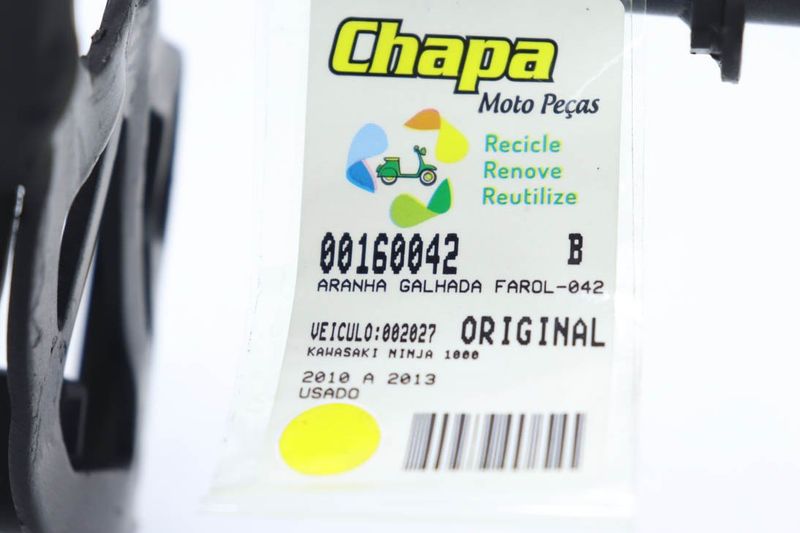 Chapa
Moto Peças
Recicle
Renove
Reutilize
00160042 B
ARANHA GALHADA FAROL-042
VEICULO:002027 ORIGINAL
KAWASAKI NINJA 1000
2010 A 2013
USADO